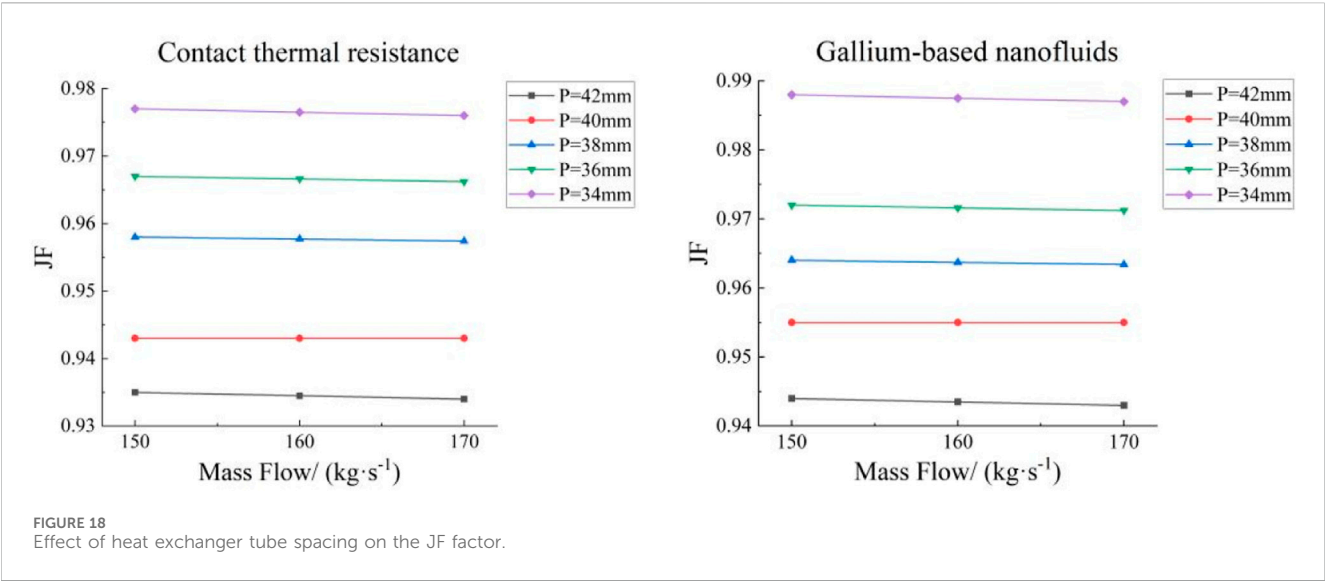 Contact thermal resistance
0.98
0.97
0.96
0.95
0.94
0.93
JF
150
160
170
Mass Flow/ (kg·s⁻¹)
P=42mm
P=40mm
P=38mm
P=36mm
P=34mm
Gallium-based nanofluids
0.99
0.98
0.97
0.96
0.95
0.94
JF
150
160
170
Mass Flow/ (kg·s⁻¹)
P=42mm
P=40mm
P=38mm
P=36mm
P=34mm
FIGURE 18
Effect of heat exchanger tube spacing on the JF factor.